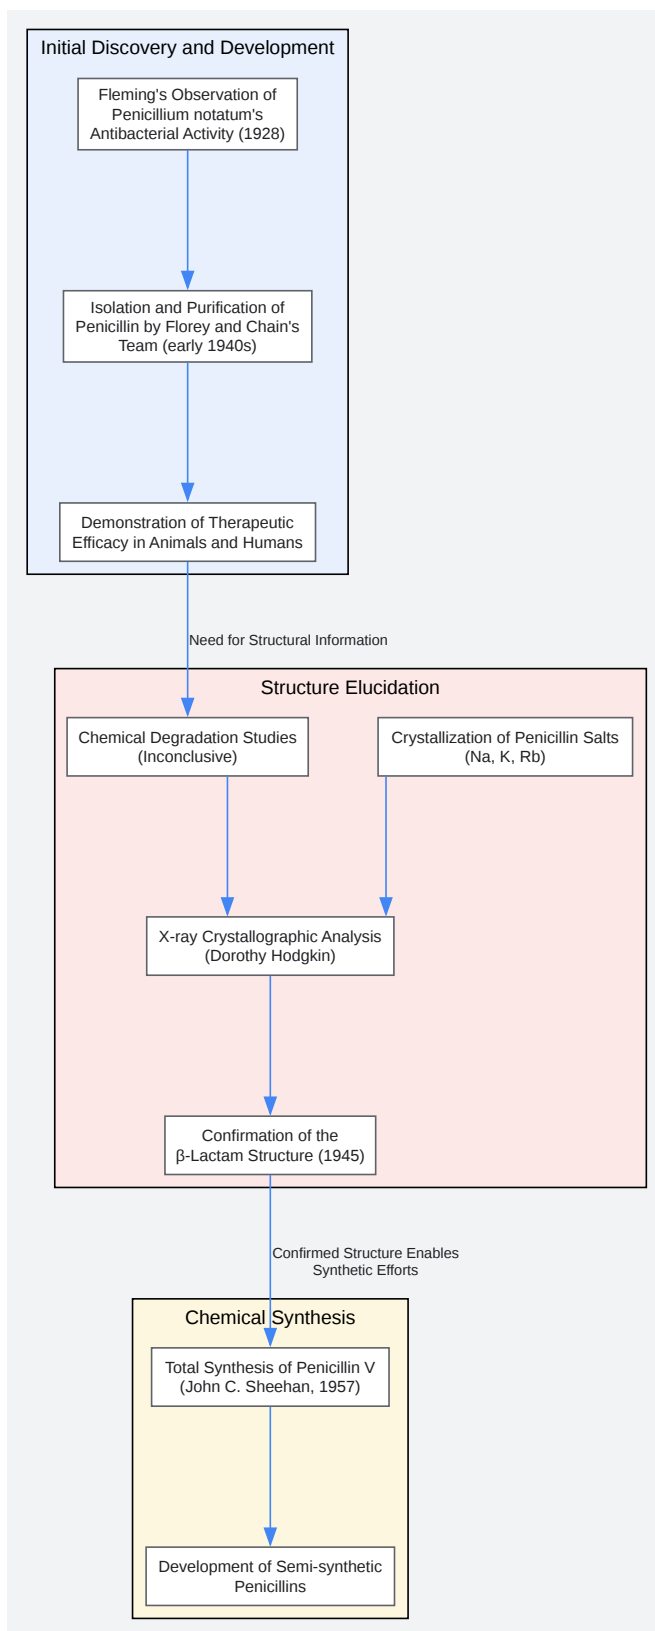 Initial Discovery and Development
Fleming's Observation of
Penicillium notatum's
Antibacterial Activity (1928)
Isolation and Purification of
Penicillin by Florey and Chain's
Team (early 1940s)
Demonstration of Therapeutic
Efficacy in Animals and Humans
Need for Structural Information
Structure Elucidation
Chemical Degradation Studies
(Inconclusive)
Crystallization of Penicillin Salts
(Na, K, Rb)
X-ray Crystallographic Analysis
(Dorothy Hodgkin)
Confirmation of the
β-Lactam Structure (1945)
Confirmed Structure Enables
Synthetic Efforts
Chemical Synthesis
Total Synthesis of Penicillin V
(John C. Sheehan, 1957)
Development of Semi-synthetic
Penicillins